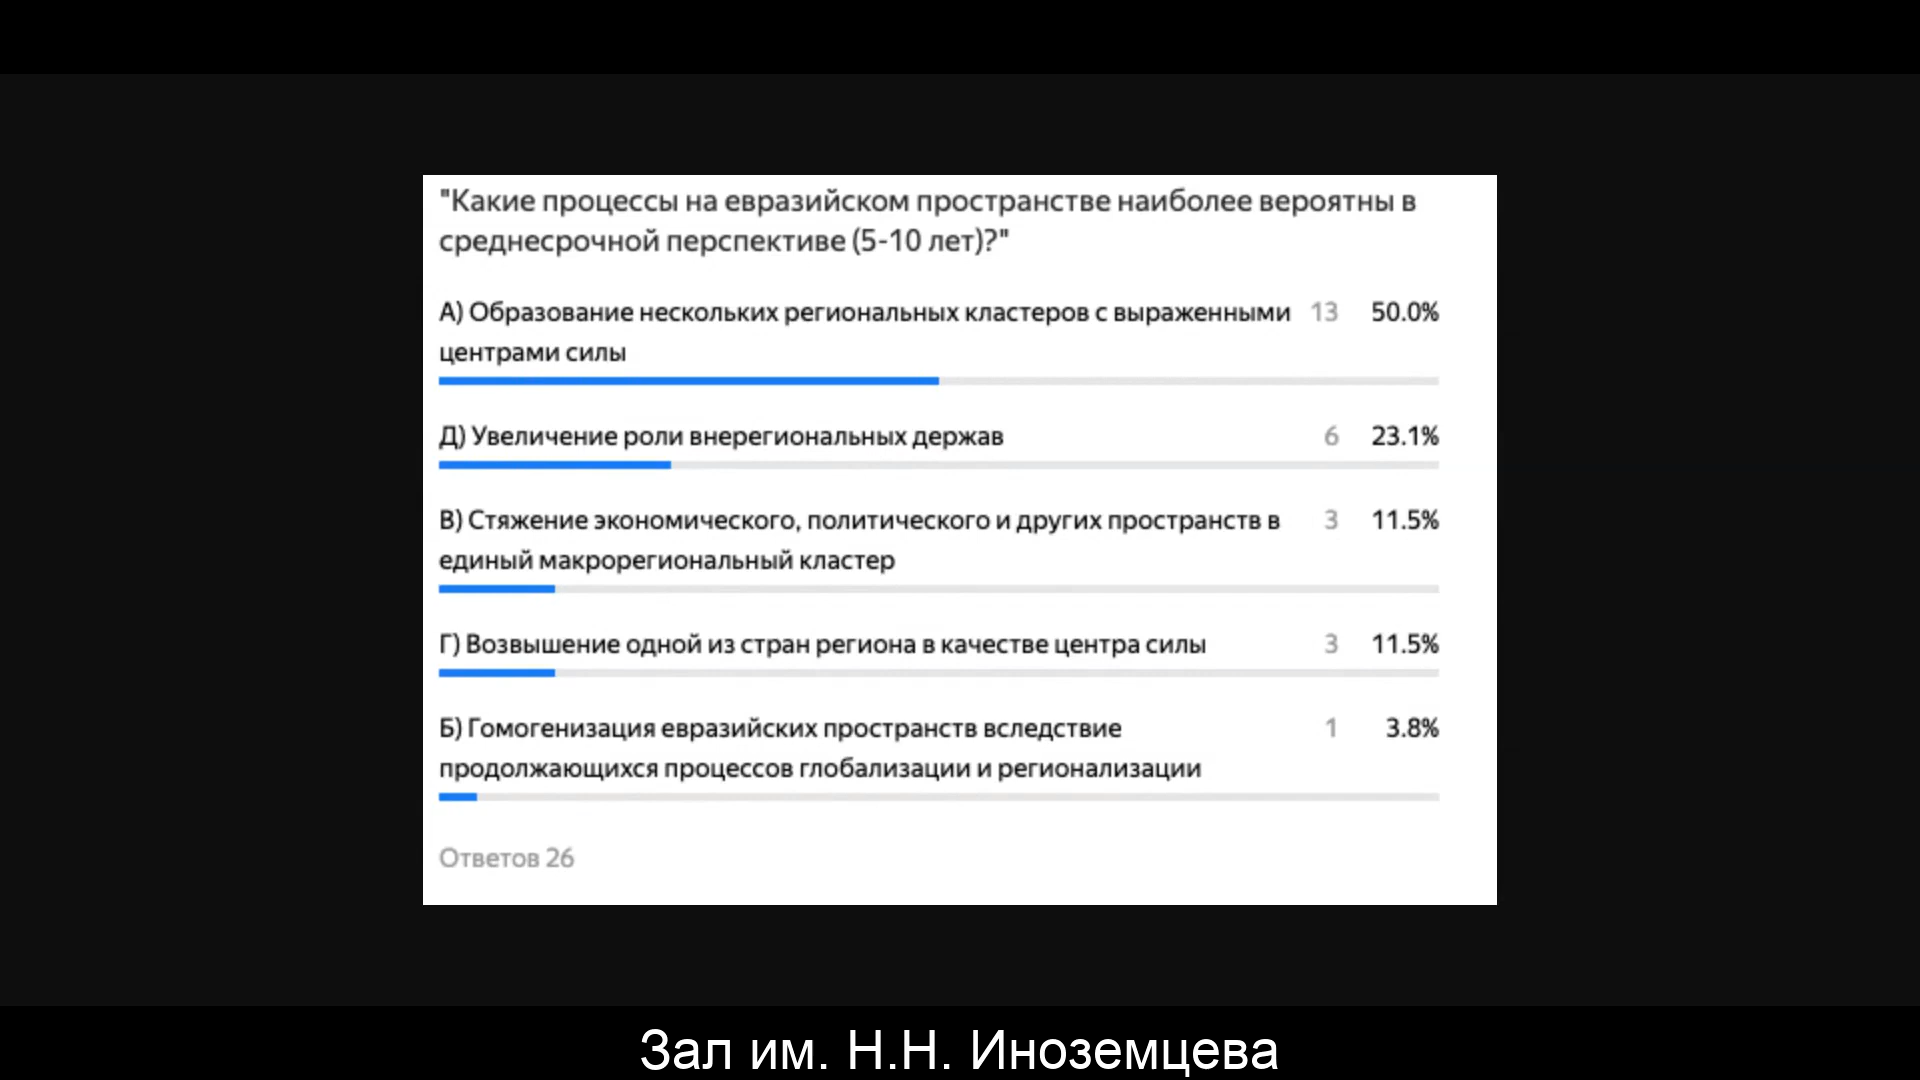 "Какие процессы на евразийском пространстве наиболее вероятны в
среднесрочной перспективе (5-10 лет)?"
А) Образование нескольких региональных кластеров с выраженными 13 50.0%
центрами силы
Д) Увеличение роли внерегиональных держав 6 23.1%
В) Стяжение экономического, политического и других пространств в 3 11.5%
единый макрорегиональный кластер
Г) Возвышение одной из стран региона в качестве центра силы 3 11.5%
Б) Гомогенизация евразийских пространств вследствие 1 3.8%
продолжающихся процессов глобализации и регионализации
Ответов 26
Зал им. Н.Н. Иноземцева